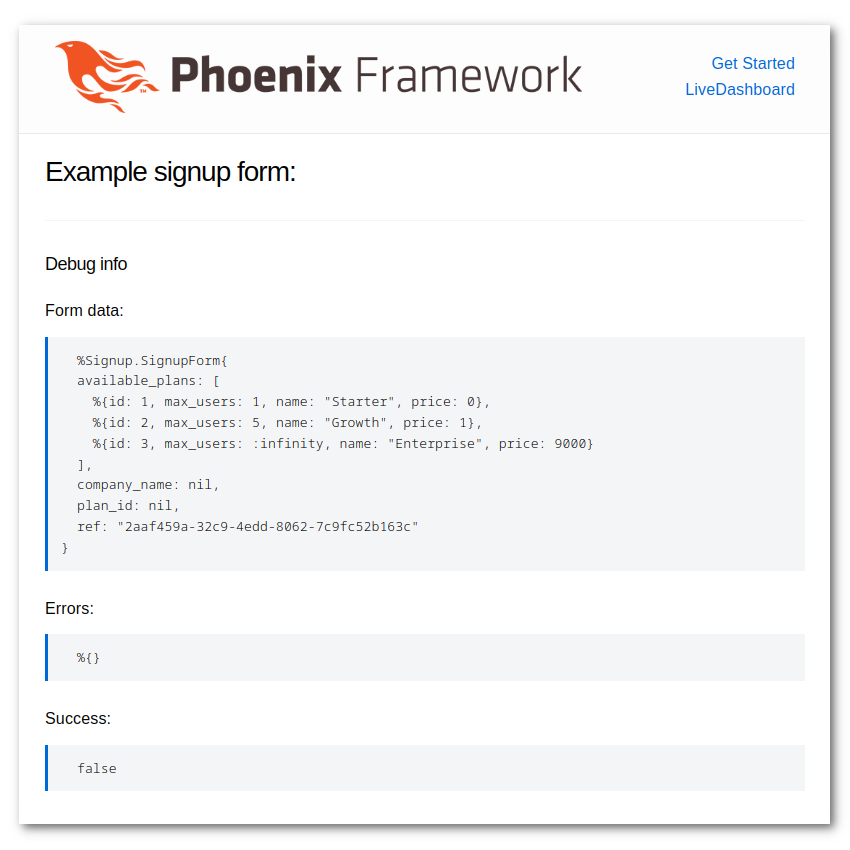 Phoenix Framework
TM
Get Started
LiveDashboard
Example signup form:
Debug info
Form data:
%Signup.SignupForm{
available_plans: [
%{id: 1, max_users: 1, name: "Starter", price: 0},
%{id: 2, max_users: 5, name: "Growth", price: 1},
%{id: 3, max_users: :infinity, name: "Enterprise", price: 9000}
],
company_name: nil,
plan_id: nil,
ref: "2aaf459a-32c9-4edd-8062-7c9fc52b163c"
}
Errors:
%{}
Success:
false